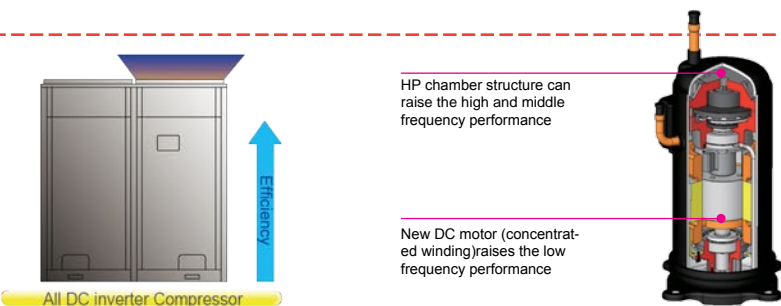 HP chamber structure can
raise the high and middle
frequency performance
Efficiency
New DC motor (concentrat-
ed winding)raises the low
frequency performance
All DC inverter Compressor